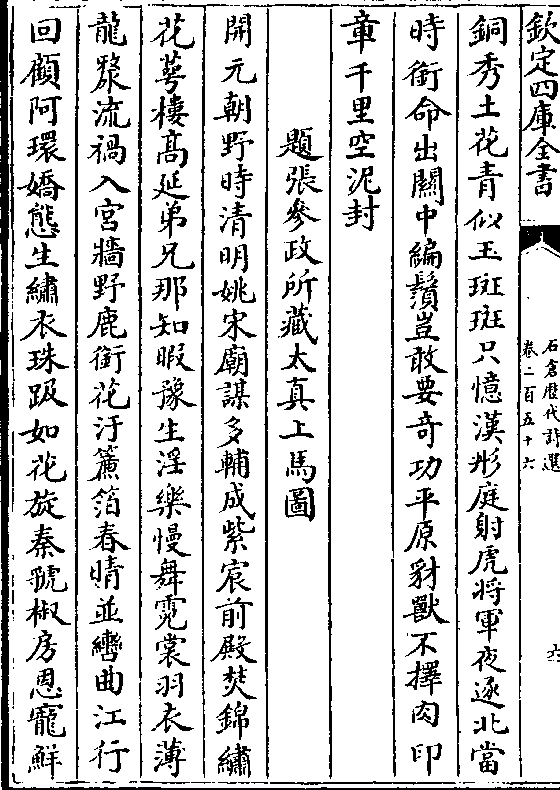 欽定四庫全書
石倉歷代詩選
卷二百五十六
六
銅秀土花青似玉斑斑只憶漢彤庭射虎將軍夜逐北當
時銜命出關中編鬚豈敢要奇功平原豺獸不擇肉印
章千里空泥封
題張參政所藏太真上馬圖
開元朝野時清明姚宋廟謀多輔成紫宸前殿焚錦繡
花萼樓高延弟兄那知暇豫生淫樂慢舞霓裳羽衣薄
龍漦流禍入宮牆野鹿銜花汙簾箔春晴並轡曲江行
回顧阿環嬌態生繡衣珠趿如花旋秦虢椒房恩寵鮮